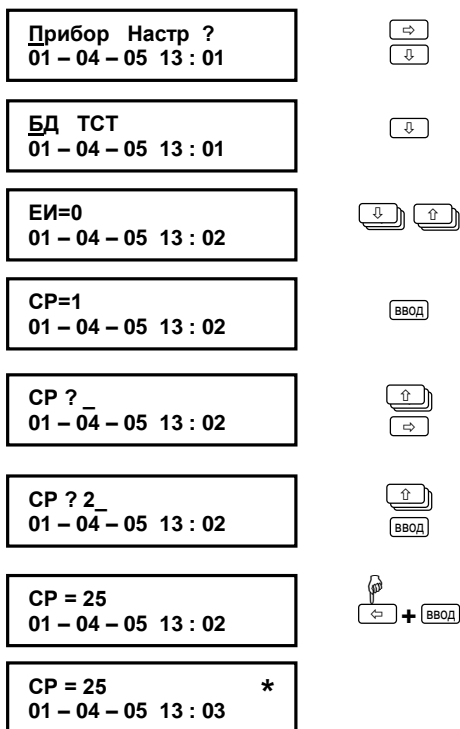 Прибор Настр ?
01 – 04 – 05 13 : 01
⇨
⇩
БД ТСТ
01 – 04 – 05 13 : 01
⇩
ЕИ=0
01 – 04 – 05 13 : 02
⇩ ⇧
СР=1
01 – 04 – 05 13 : 02
ВВОД
СР ? _
01 – 04 – 05 13 : 02
⇧
⇨
СР ? 2_
01 – 04 – 05 13 : 02
⇧
ВВОД
СР = 25
01 – 04 – 05 13 : 02
⇦ + ВВОД
СР = 25 *
01 – 04 – 05 13 : 03